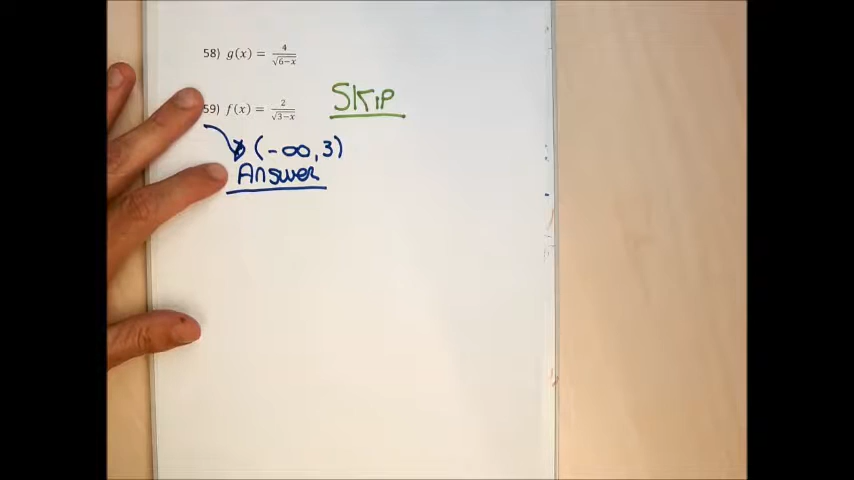 58) g(x) = 4/√(6−x)
59) f(x) = 2/√(3−x) SKIP
(-∞,3)
Answer